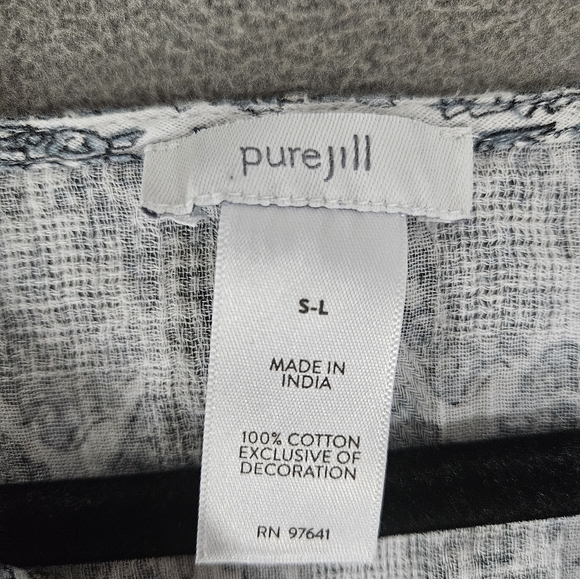 purejill
S-L
MADE IN
INDIA
100% COTTON
EXCLUSIVE OF
DECORATION
RN 97641